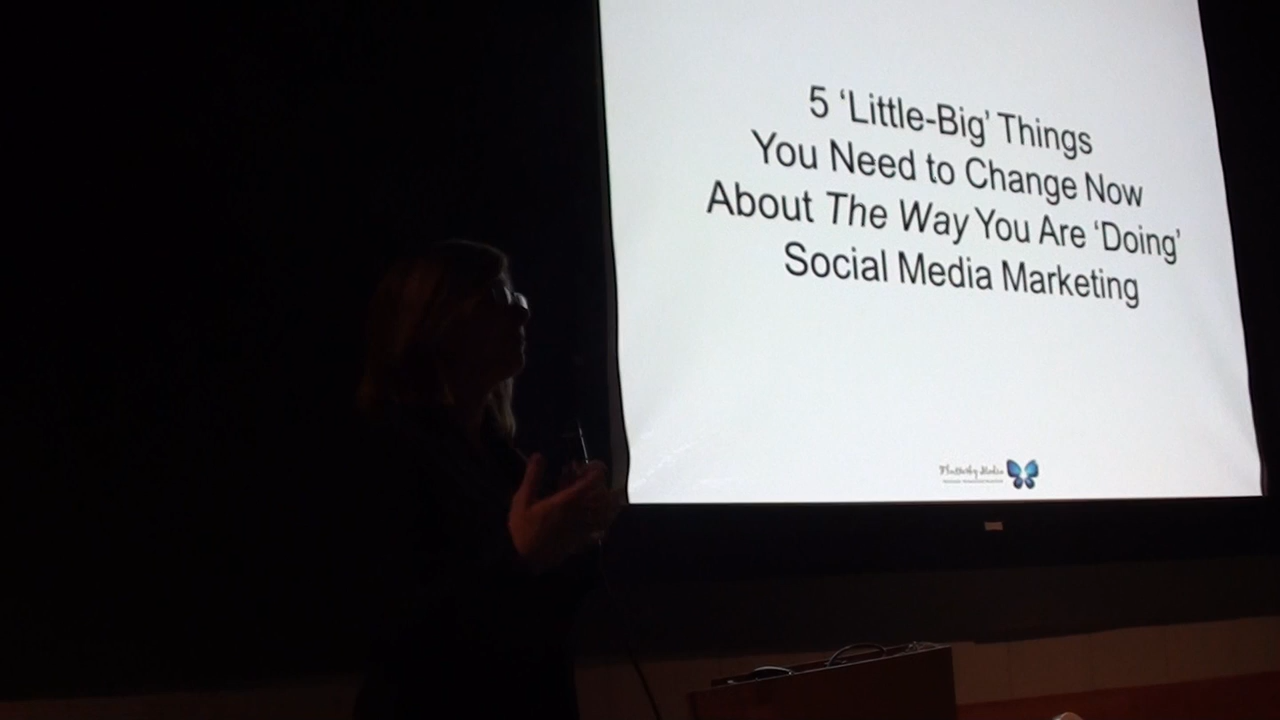 5 ‘Little-Big’ Things
You Need to Change Now
About The Way You Are ‘Doing’
Social Media Marketing